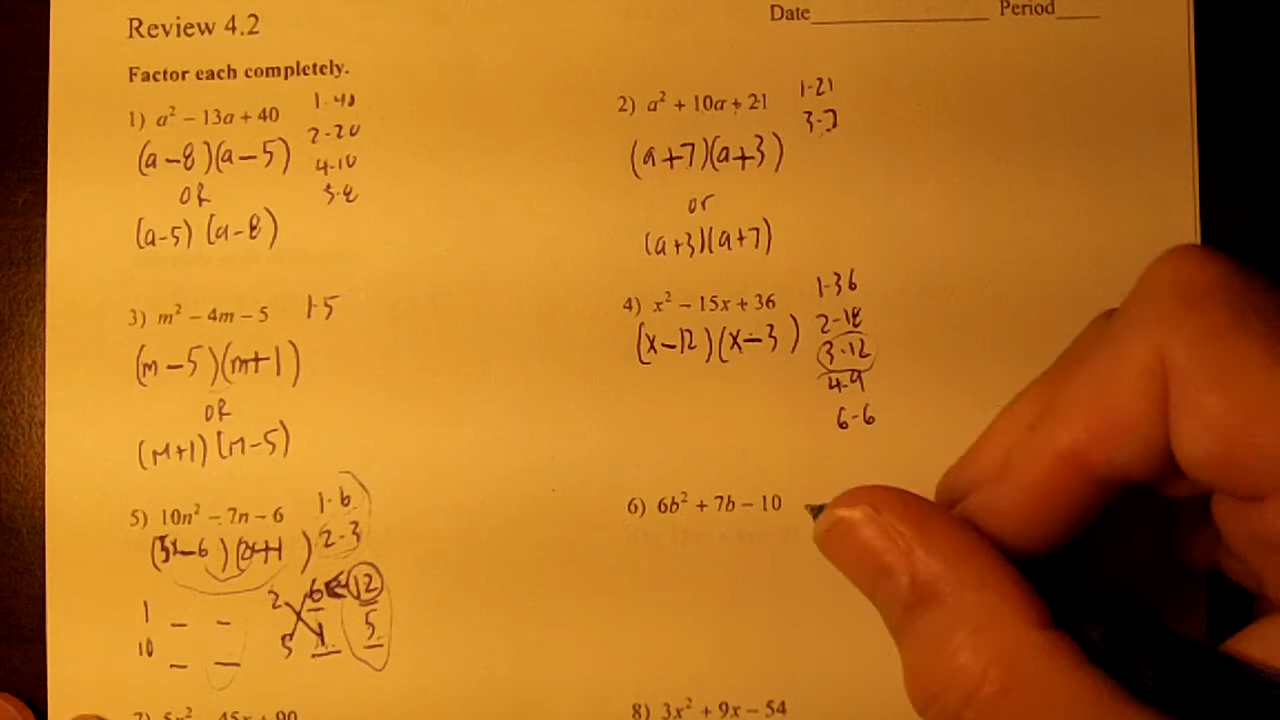 Review 4.2
Date Period
Factor each completely.
1) a² − 13a + 40
1-40
2-20
4-10
5-8
(a-8)(a-5)
OR
(a-5)(a-8)
2) a² + 10a + 21
1-21
3-7
(a+7)(a+3)
or
(a+3)(a+7)
3) m² − 4m − 5
1-5
(m-5)(m+1)
OR
(m+1)(m-5)
4) x² − 15x + 36
1-36
2-18
3-12
4-9
6-6
(x-12)(x-3)
5) 10n² − 7n − 6
1-6
2-3
1
10
2 6 12
5 1 5
6) 6b² + 7b − 10
8) 3x² + 9x − 54